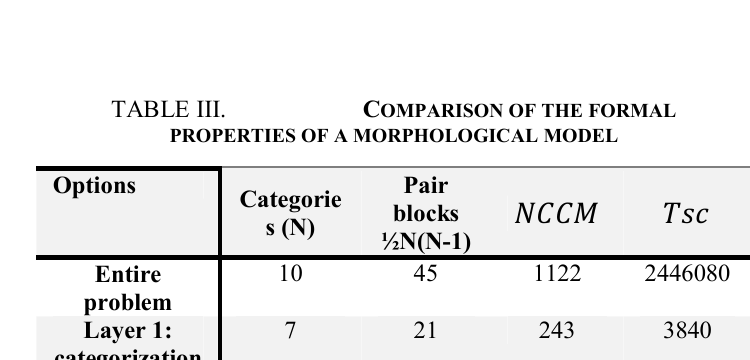 TABLE III. COMPARISON OF THE FORMAL
PROPERTIES OF A MORPHOLOGICAL MODEL
Options
Categorie
s (N)
Pair
blocks
½N(N-1)
NCCM
Tsc
Entire
problem
10
45
1122
2446080
Layer 1:
categorization
7
21
243
3840